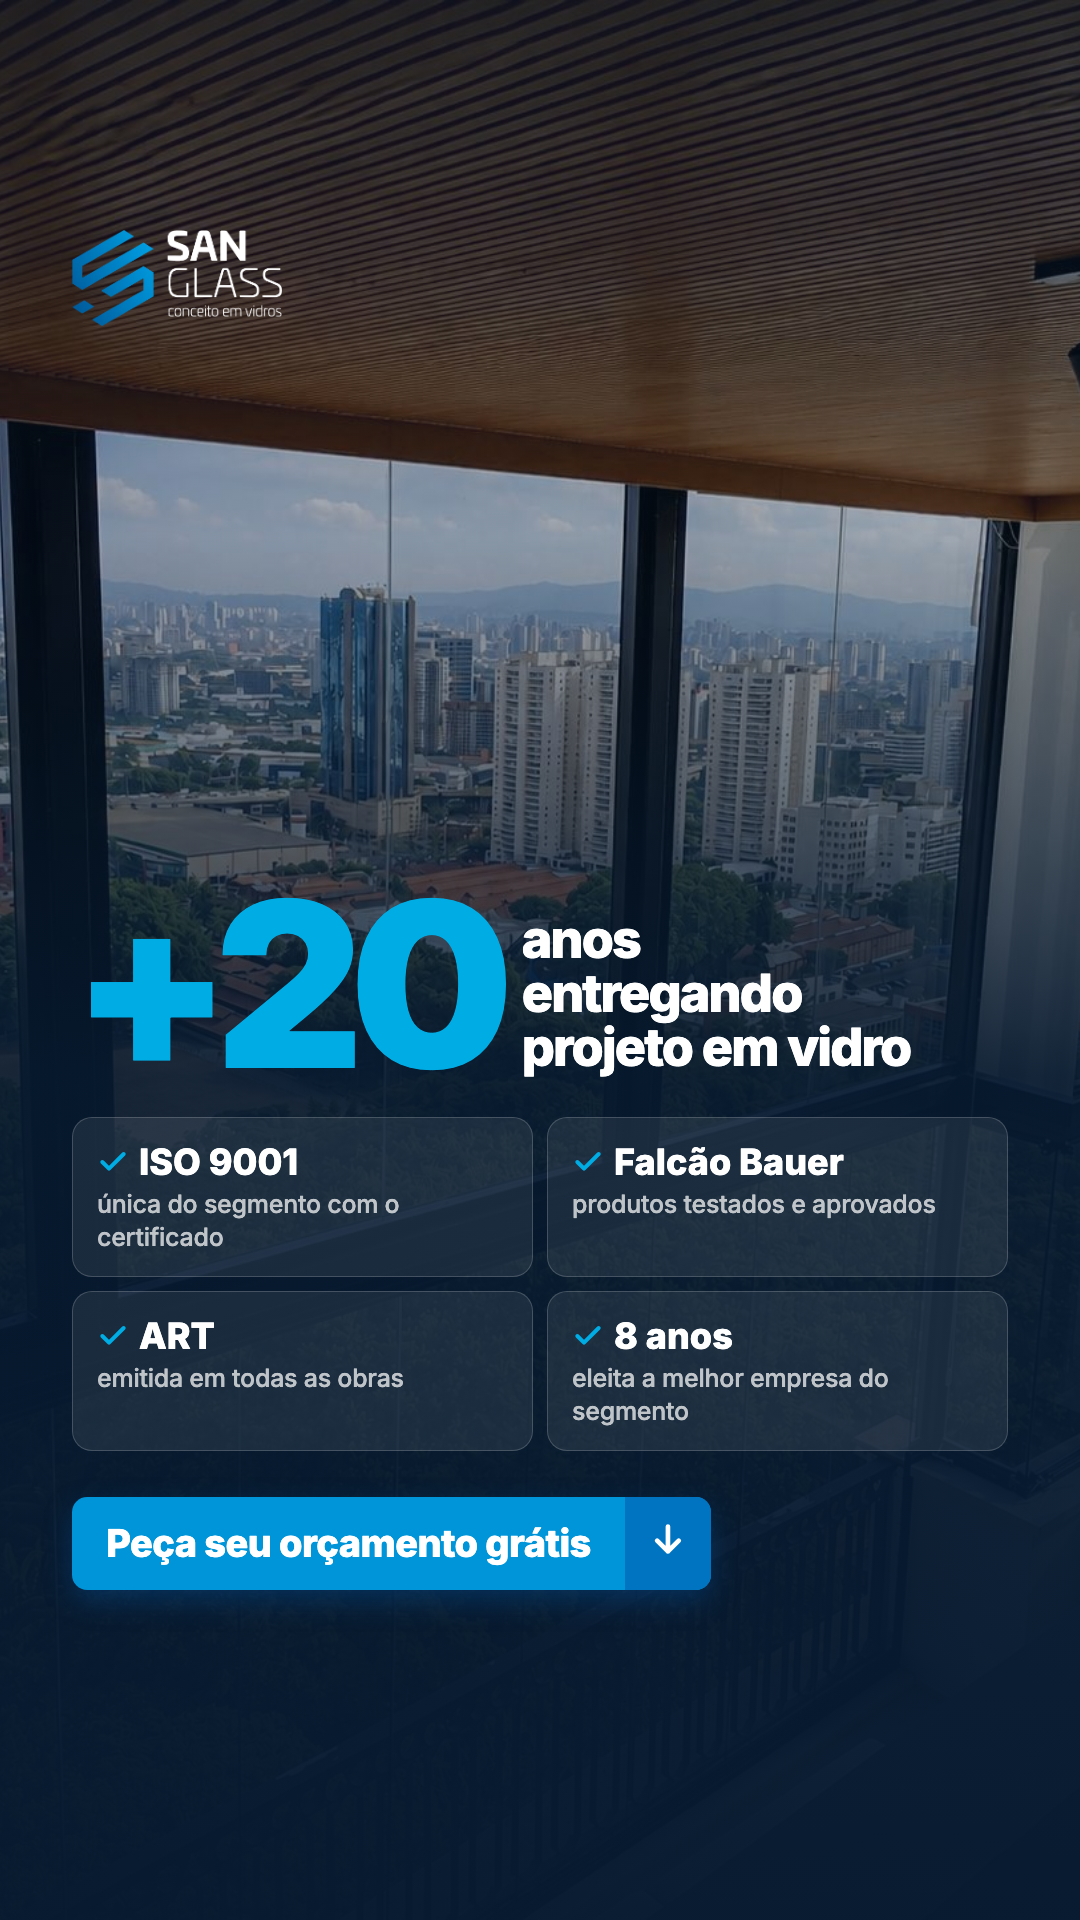 SAN
GLASS
conceito em vidros
+20
anos
entregando
projeto em vidro
ISO 9001
única do segmento com o
certificado
Falcão Bauer
produtos testados e aprovados
ART
emitida em todas as obras
8 anos
eleita a melhor empresa do
segmento
Peça seu orçamento grátis